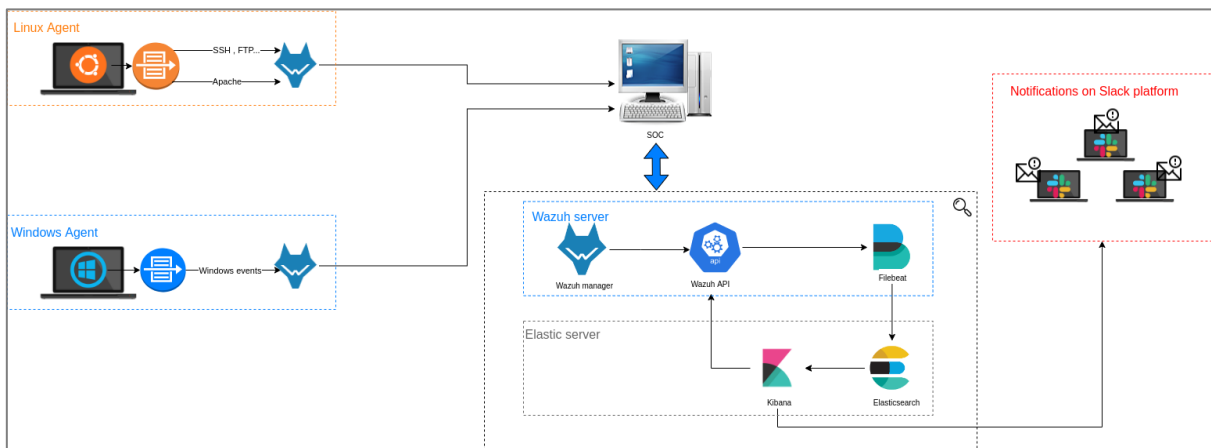 Linux Agent
SSH , FTP...
Apache
SOC
Notifications on Slack platform
Windows Agent
Windows events
Wazuh server
Wazuh manager
api
Wazuh API
Filebeat
Elastic server
Kibana
Elasticsearch